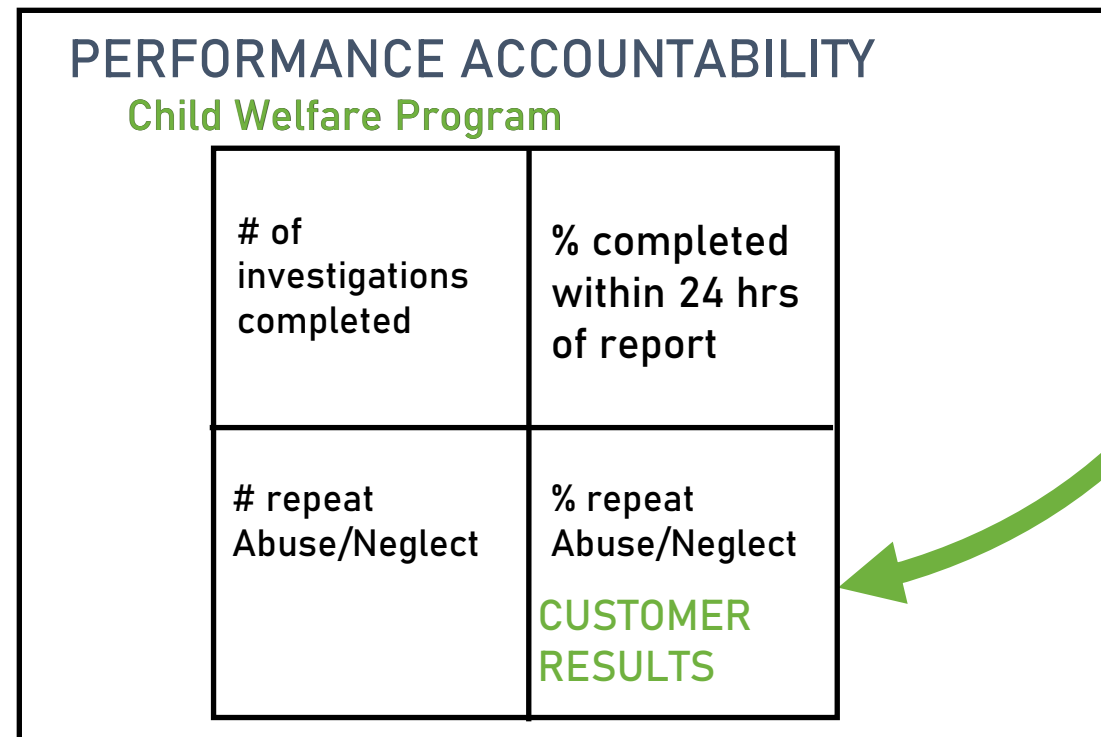 PERFORMANCE ACCOUNTABILITY
Child Welfare Program
# of
investigations
completed
% completed
within 24 hrs
of report
# repeat
Abuse/Neglect
% repeat
Abuse/Neglect
CUSTOMER
RESULTS